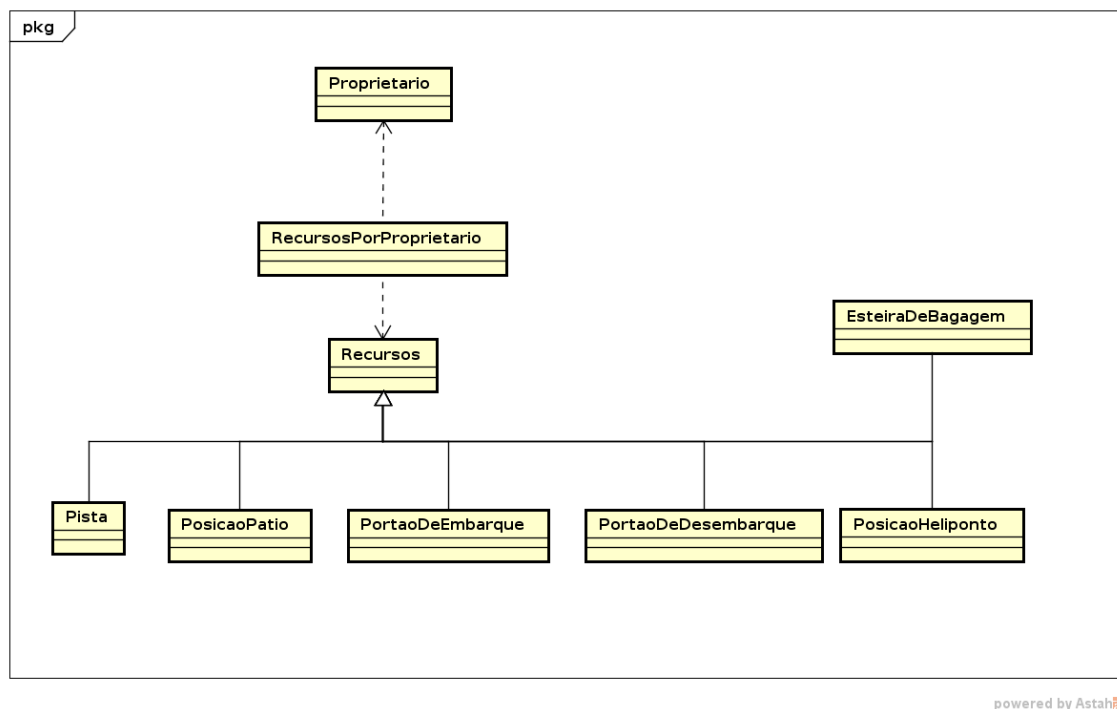 pkg
Proprietario
RecursosPorProprietario
EsteiraDeBagagem
Recursos
Pista
PosicaoPatio
PortaoDeEmbarque
PortaoDeDesembarque
PosicaoHeliponto
powered by Astah